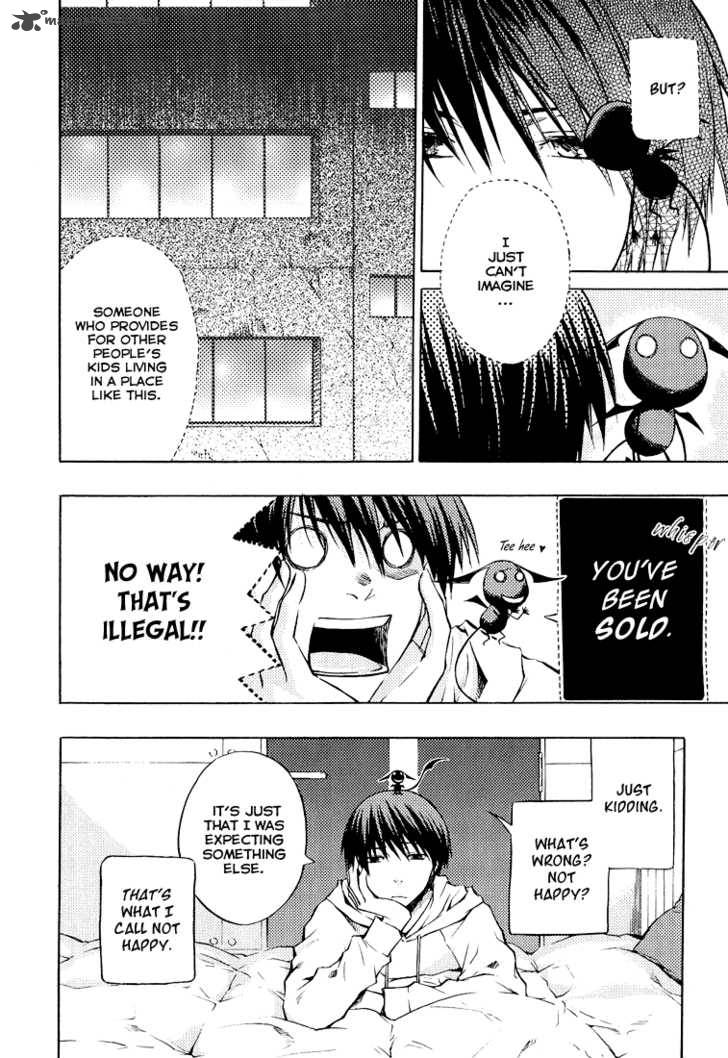 BUT?
I
JUST
CAN'T
IMAGINE
...
SOMEONE
WHO PROVIDES
FOR OTHER
PEOPLE'S
KIDS LIVING
IN A PLACE
LIKE THIS.
whisper
YOU'VE
BEEN
SOLD.
Tee hee ♥
NO WAY!
THAT'S
ILLEGAL!!
JUST
KIDDING.
WHAT'S
WRONG?
NOT
HAPPY?
IT'S JUST
THAT I WAS
EXPECTING
SOMETHING
ELSE.
THAT'S
WHAT I
CALL NOT
HAPPY.